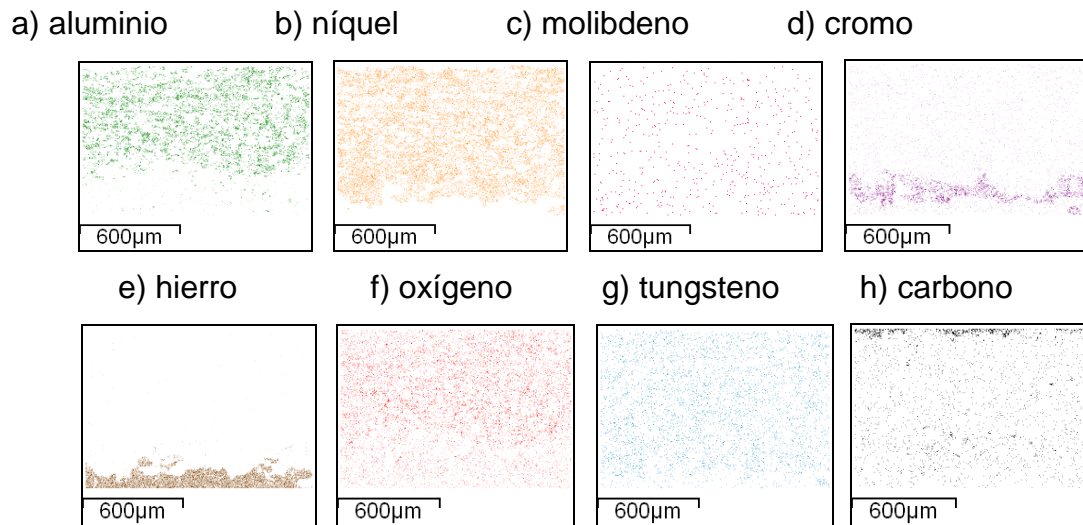 a) aluminio b) níquel c) molibdeno d) cromo
600µm 600µm 600µm 600µm
e) hierro f) oxígeno g) tungsteno h) carbono
600µm 600µm 600µm 600µm